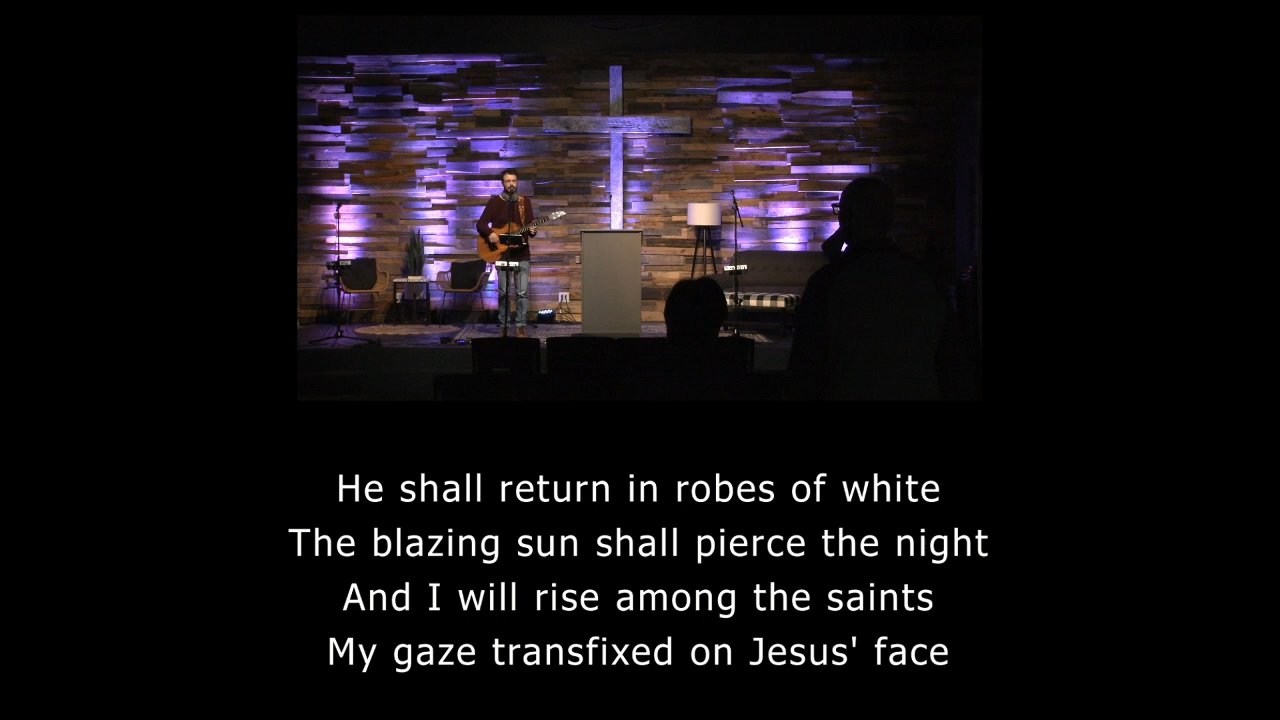 He shall return in robes of white
The blazing sun shall pierce the night
And I will rise among the saints
My gaze transfixed on Jesus' face